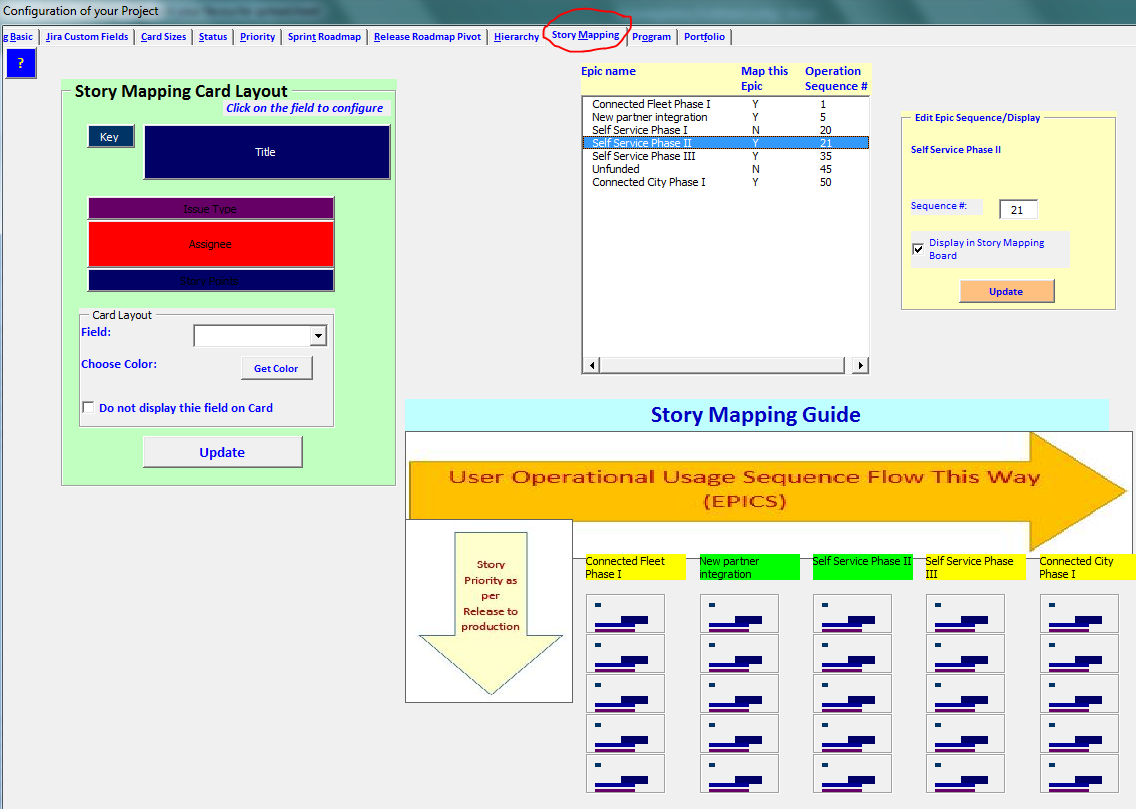 Configuration of your Project
g Basic
Jira Custom Fields
Card Sizes
Status
Priority
Sprint Roadmap
Release Roadmap Pivot
Hierarchy
Story Mapping
Program
Portfolio
?
Story Mapping Card Layout
Click on the field to configure
Key
Title
Issue Type
Assignee
Story Points
Card Layout
Field:
Choose Color:
Get Color
Do not display thie field on Card
Update
Epic name Map this Epic Operation Sequence #
Connected Fleet Phase I Y 1
New partner integration Y 5
Self Service Phase I N 20
Self Service Phase II Y 21
Self Service Phase III Y 35
Unfunded N 45
Connected City Phase I Y 50
Edit Epic Sequence/Display
Self Service Phase II
Sequence #: 21
Display in Story Mapping
Board
Update
Story Mapping Guide
User Operational Usage Sequence Flow This Way
(EPICS)
Story
Priority as
per
Release to
production
Connected Fleet
Phase I
New partner
integration
Self Service Phase II
Self Service Phase
III
Connected City
Phase I